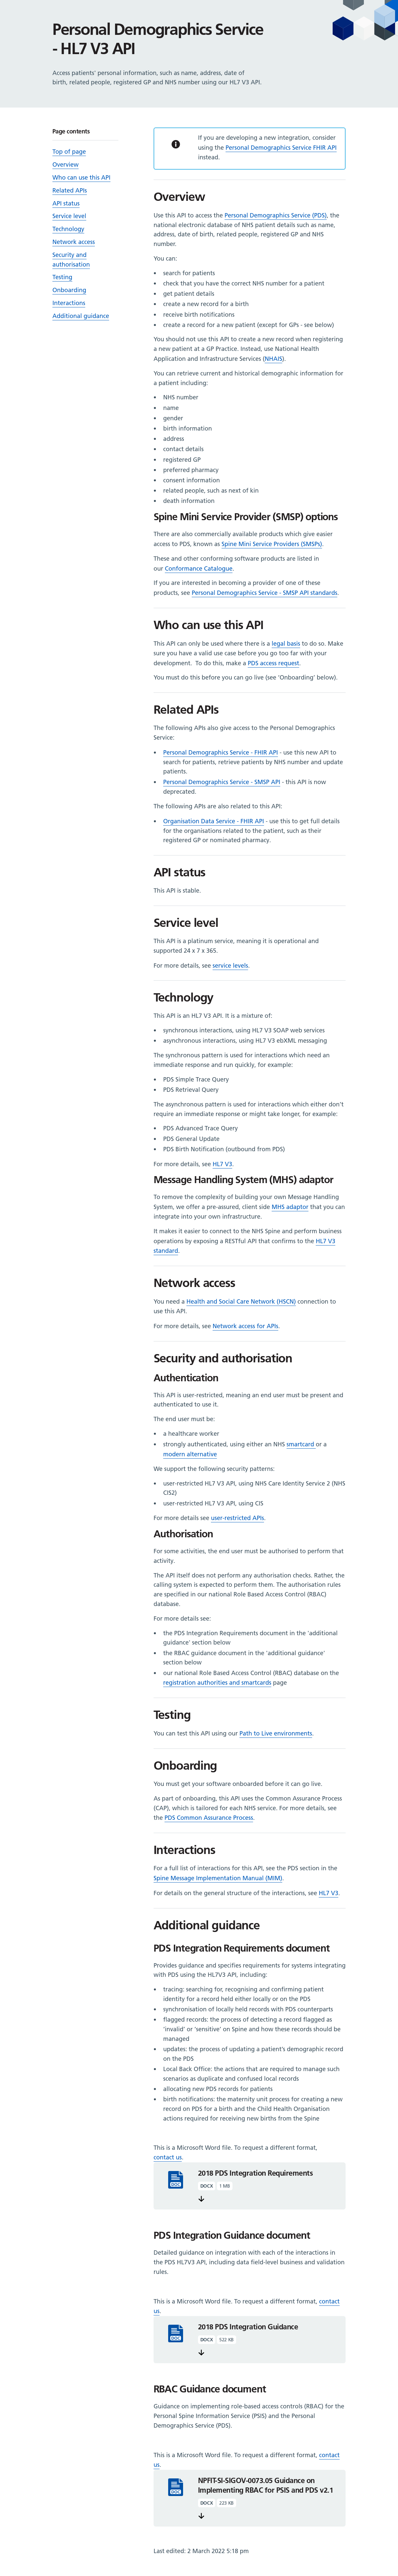 Personal Demographics Service
- HL7 V3 API
Access patients' personal information, such as name, address, date of
birth, related people, registered GP and NHS number using our HL7 V3 API.
Page contents
Top of page
Overview
Who can use this API
Related APIs
API status
Service level
Technology
Network access
Security and
authorisation
Testing
Onboarding
Interactions
Additional guidance
If you are developing a new integration, consider
using the Personal Demographics Service FHIR API
instead.
Overview
Use this API to access the Personal Demographics Service (PDS), the
national electronic database of NHS patient details such as name,
address, date of birth, related people, registered GP and NHS
number.
You can:
• search for patients
• check that you have the correct NHS number for a patient
• get patient details
• create a new record for a birth
• receive birth notifications
• create a record for a new patient (except for GPs - see below)
You should not use this API to create a new record when registering
a new patient at a GP Practice. Instead, use National Health
Application and Infrastructure Services (NHAIS).
You can retrieve current and historical demographic information for
a patient including:
• NHS number
• name
• gender
• birth information
• address
• contact details
• registered GP
• preferred pharmacy
• consent information
• related people, such as next of kin
• death information
Spine Mini Service Provider (SMSP) options
There are also commercially available products which give easier
access to PDS, known as Spine Mini Service Providers (SMSPs).
These and other conforming software products are listed in
our Conformance Catalogue.
If you are interested in becoming a provider of one of these
products, see Personal Demographics Service - SMSP API standards.
Who can use this API
This API can only be used where there is a legal basis to do so. Make
sure you have a valid use case before you go too far with your
development. To do this, make a PDS access request.
You must do this before you can go live (see 'Onboarding' below).
Related APIs
The following APIs also give access to the Personal Demographics
Service:
• Personal Demographics Service - FHIR API - use this new API to
search for patients, retrieve patients by NHS number and update
patients.
• Personal Demographics Service - SMSP API - this API is now
deprecated.
The following APIs are also related to this API:
• Organisation Data Service - FHIR API - use this to get full details
for the organisations related to the patient, such as their
registered GP or nominated pharmacy.
API status
This API is stable.
Service level
This API is a platinum service, meaning it is operational and
supported 24 x 7 x 365.
For more details, see service levels.
Technology
This API is an HL7 V3 API. It is a mixture of:
• synchronous interactions, using HL7 V3 SOAP web services
• asynchronous interactions, using HL7 V3 ebXML messaging
The synchronous pattern is used for interactions which need an
immediate response and run quickly, for example:
• PDS Simple Trace Query
• PDS Retrieval Query
The asynchronous pattern is used for interactions which either don't
require an immediate response or might take longer, for example:
• PDS Advanced Trace Query
• PDS General Update
• PDS Birth Notification (outbound from PDS)
For more details, see HL7 V3.
Message Handling System (MHS) adaptor
To remove the complexity of building your own Message Handling
System, we offer a pre-assured, client side MHS adaptor that you can
integrate into your own infrastructure.
It makes it easier to connect to the NHS Spine and perform business
operations by exposing a RESTful API that confirms to the HL7 V3
standard.
Network access
You need a Health and Social Care Network (HSCN) connection to
use this API.
For more details, see Network access for APIs.
Security and authorisation
Authentication
This API is user-restricted, meaning an end user must be present and
authenticated to use it.
The end user must be:
• a healthcare worker
• strongly authenticated, using either an NHS smartcard or a
modern alternative
We support the following security patterns:
• user-restricted HL7 V3 API, using NHS Care Identity Service 2 (NHS
CIS2)
• user-restricted HL7 V3 API, using CIS
For more details see user-restricted APIs.
Authorisation
For some activities, the end user must be authorised to perform that
activity.
The API itself does not perform any authorisation checks. Rather, the
calling system is expected to perform them. The authorisation rules
are specified in our national Role Based Access Control (RBAC)
database.
For more details see:
• the PDS Integration Requirements document in the 'additional
guidance' section below
• the RBAC guidance document in the 'additional guidance'
section below
• our national Role Based Access Control (RBAC) database on the
registration authorities and smartcards page
Testing
You can test this API using our Path to Live environments.
Onboarding
You must get your software onboarded before it can go live.
As part of onboarding, this API uses the Common Assurance Process
(CAP), which is tailored for each NHS service. For more details, see
the PDS Common Assurance Process.
Interactions
For a full list of interactions for this API, see the PDS section in the
Spine Message Implementation Manual (MIM).
For details on the general structure of the interactions, see HL7 V3.
Additional guidance
PDS Integration Requirements document
Provides guidance and specifies requirements for systems integrating
with PDS using the HL7V3 API, including:
• tracing: searching for, recognising and confirming patient
identity for a record held either locally or on the PDS
• synchronisation of locally held records with PDS counterparts
• flagged records: the process of detecting a record flagged as
'invalid' or 'sensitive' on Spine and how these records should be
managed
• updates: the process of updating a patient's demographic record
on the PDS
• Local Back Office: the actions that are required to manage such
scenarios as duplicate and confused local records
• allocating new PDS records for patients
• birth notifications: the maternity unit process for creating a new
record on PDS for a birth and the Child Health Organisation
actions required for receiving new births from the Spine
This is a Microsoft Word file. To request a different format,
contact us.
2018 PDS Integration Requirements
DOCX 1 MB
PDS Integration Guidance document
Detailed guidance on integration with each of the interactions in
the PDS HL7V3 API, including data field-level business and validation
rules.
This is a Microsoft Word file. To request a different format, contact
us.
2018 PDS Integration Guidance
DOCX 522 KB
RBAC Guidance document
Guidance on implementing role-based access controls (RBAC) for the
Personal Spine Information Service (PSIS) and the Personal
Demographics Service (PDS).
This is a Microsoft Word file. To request a different format, contact
us.
NPFIT-SI-SIGOV-0073.05 Guidance on
Implementing RBAC for PSIS and PDS v2.1
DOCX 223 KB
Last edited: 2 March 2022 5:18 pm